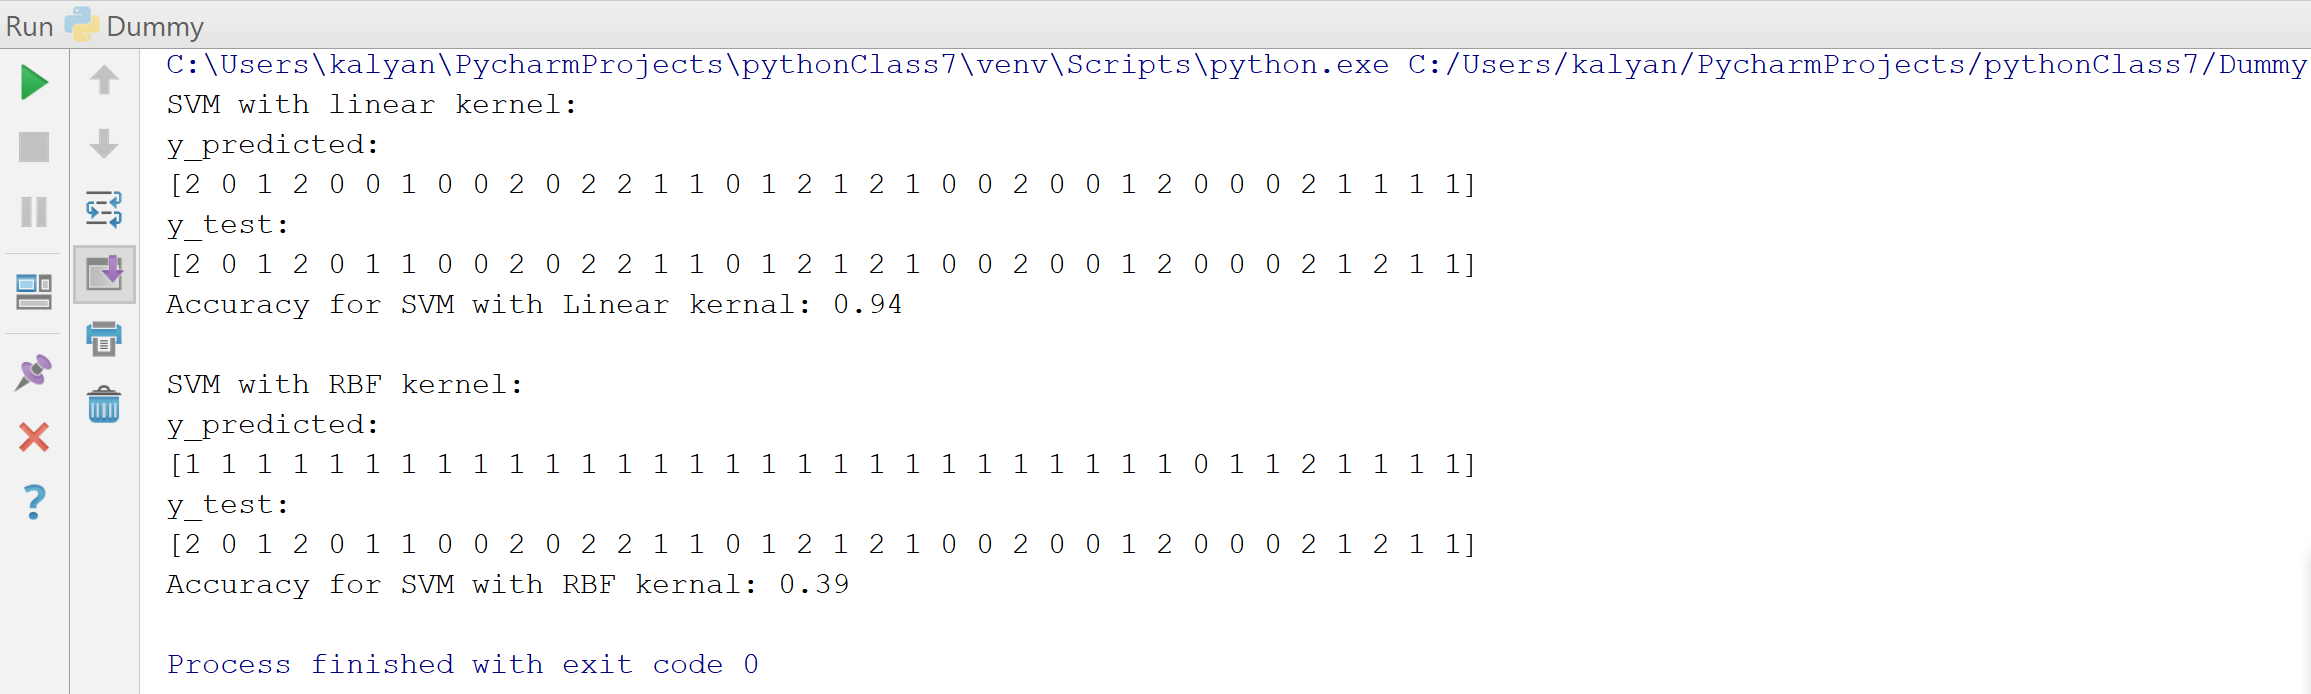 Run Dummy
C:\Users\kalyan\PycharmProjects\pythonClass7\venv\Scripts\python.exe C:/Users/kalyan/PycharmProjects/pythonClass7/Dummy
SVM with linear kernel:
y_predicted:
[2 0 1 2 0 0 1 0 0 2 0 2 2 1 1 0 1 2 1 2 1 0 0 2 0 0 1 2 0 0 0 2 1 1 1 1]
y_test:
[2 0 1 2 0 1 1 0 0 2 0 2 2 1 1 0 1 2 1 2 1 0 0 2 0 0 1 2 0 0 0 2 1 2 1 1]
Accuracy for SVM with Linear kernal: 0.94
SVM with RBF kernel:
y_predicted:
[1 1 1 1 1 1 1 1 1 1 1 1 1 1 1 1 1 1 1 1 1 1 1 1 1 1 1 1 0 1 1 2 1 1 1 1]
y_test:
[2 0 1 2 0 1 1 0 0 2 0 2 2 1 1 0 1 2 1 2 1 0 0 2 0 0 1 2 0 0 0 2 1 2 1 1]
Accuracy for SVM with RBF kernal: 0.39
Process finished with exit code 0